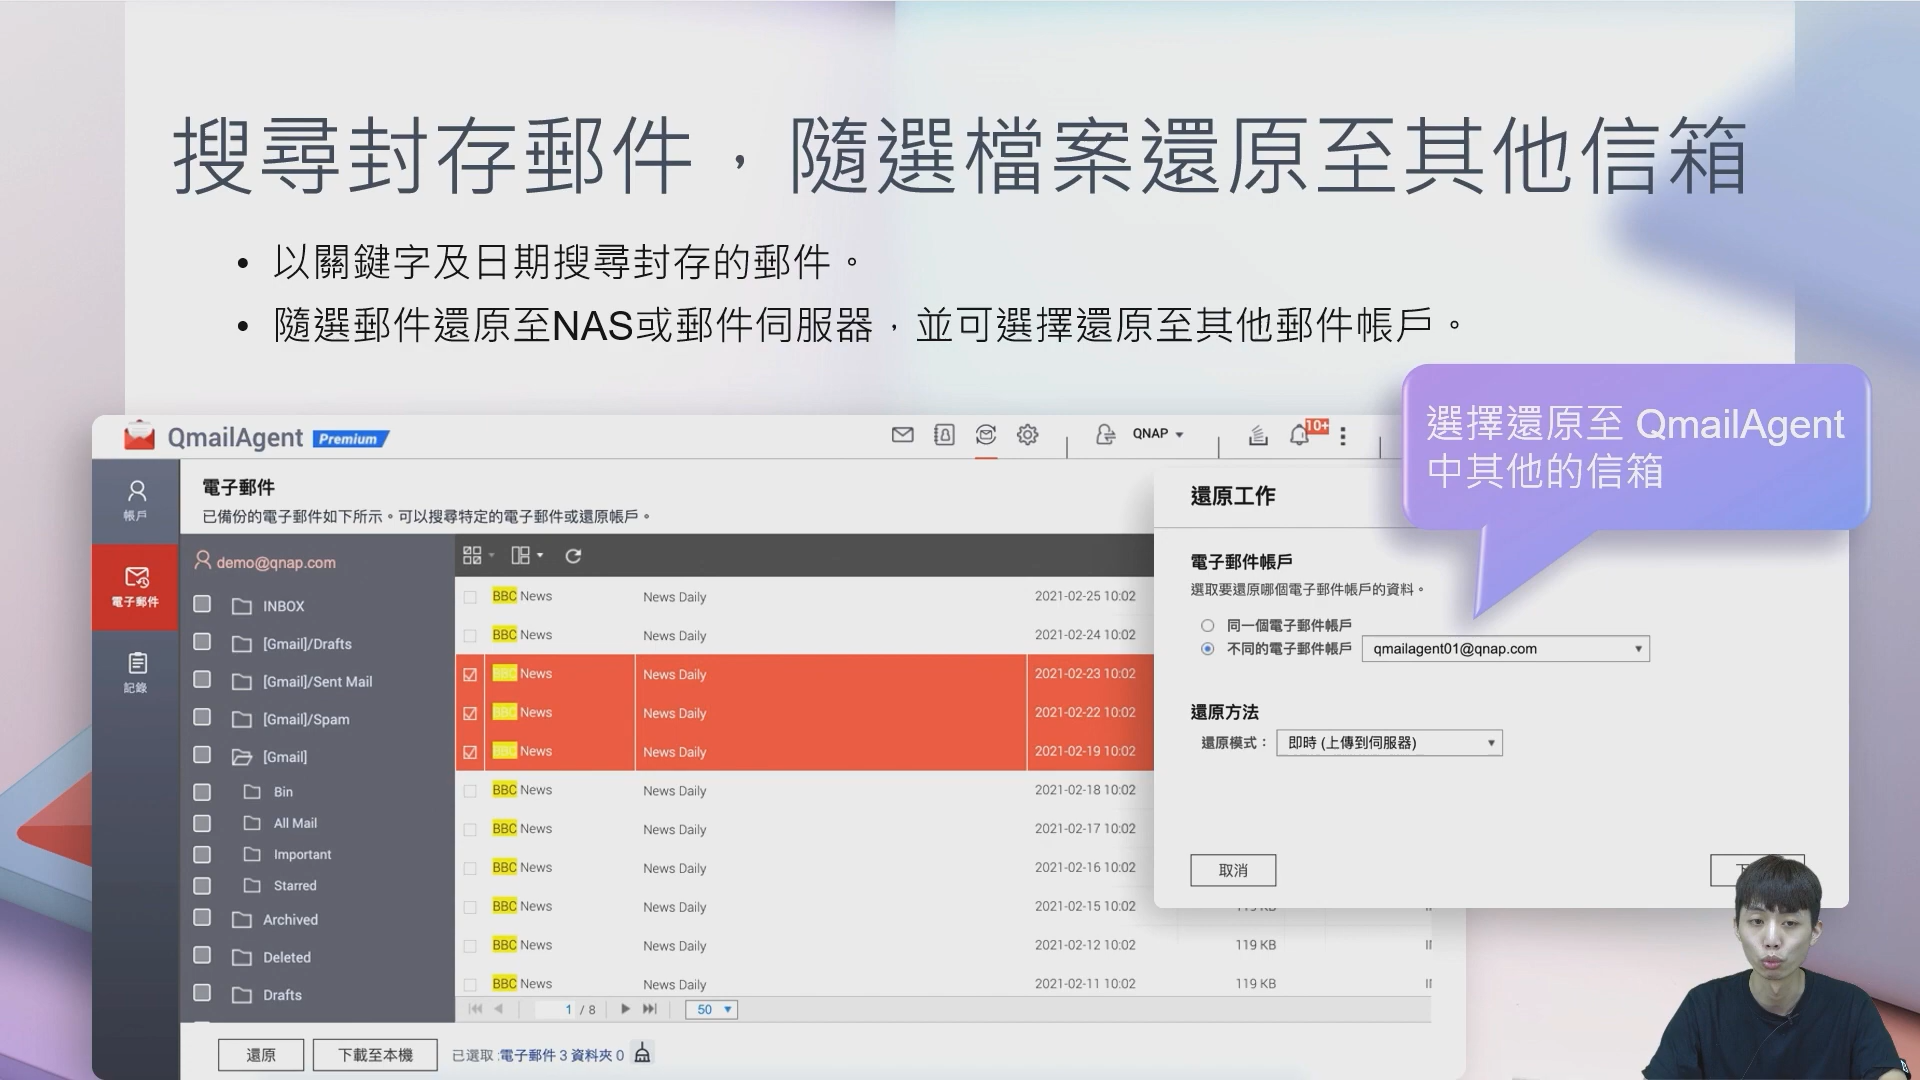 搜尋封存郵件，隨選檔案還原至其他信箱
• 以關鍵字及日期搜尋封存的郵件。
• 隨選郵件還原至NAS或郵件伺服器，並可選擇還原至其他郵件帳戶。
選擇還原至 QmailAgent
中其他的信箱
QmailAgent Premium
QNAP
10+
帳戶
電子郵件
記錄
電子郵件
已備份的電子郵件如下所示。可以搜尋特定的電子郵件或還原帳戶。
demo@qnap.com
INBOX
[Gmail]/Drafts
[Gmail]/Sent Mail
[Gmail]/Spam
[Gmail]
Bin
All Mail
Important
Starred
Archived
Deleted
Drafts
BBC News News Daily 2021-02-25 10:02
BBC News News Daily 2021-02-24 10:02
BBC News News Daily 2021-02-23 10:02
BBC News News Daily 2021-02-22 10:02
BBC News News Daily 2021-02-19 10:02
BBC News News Daily 2021-02-18 10:02
BBC News News Daily 2021-02-17 10:02
BBC News News Daily 2021-02-16 10:02
BBC News News Daily 2021-02-15 10:02 119 KB
BBC News News Daily 2021-02-12 10:02 119 KB
BBC News News Daily 2021-02-11 10:02 119 KB
1 / 8
50
還原
下載至本機
已選取 :電子郵件 3 資料夾 0
還原工作
電子郵件帳戶
選取要還原哪個電子郵件帳戶的資料。
同一個電子郵件帳戶
不同的電子郵件帳戶 qmailagent01@qnap.com
還原方法
還原模式： 即時 (上傳到伺服器)
取消